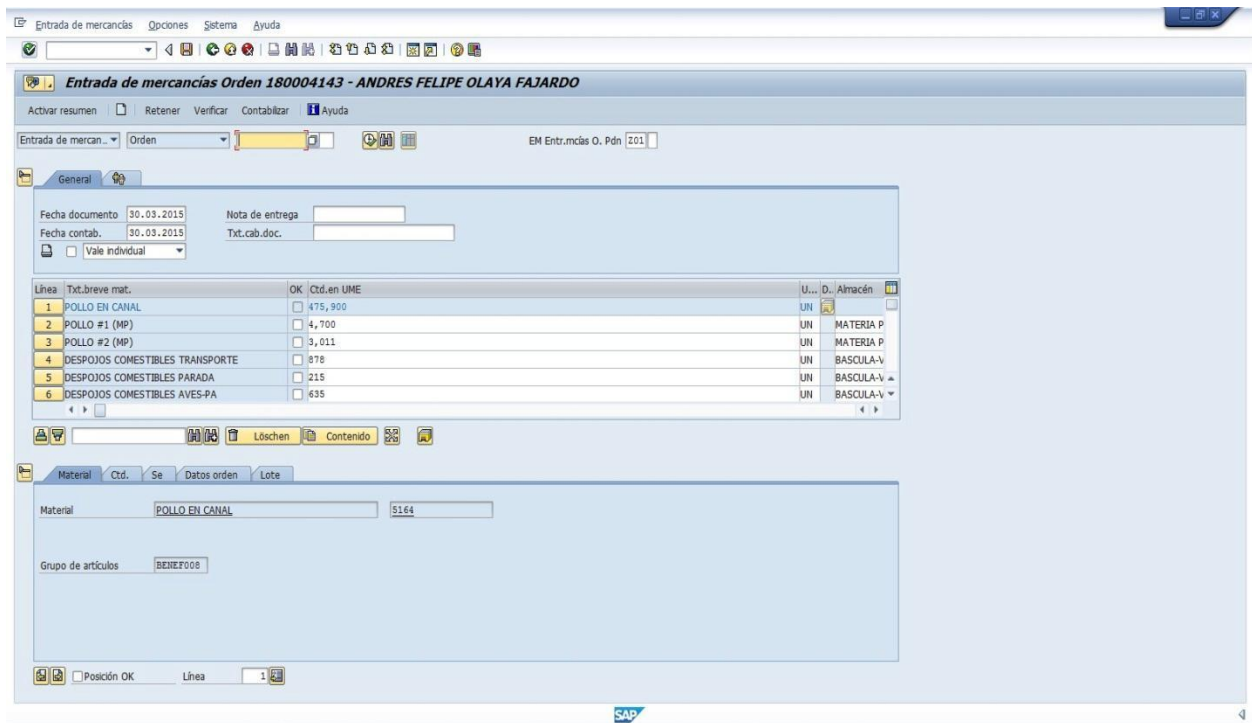 Entrada de mercancías Opciones Sistema Ayuda
Entrada de mercancías Orden 180004143 - ANDRES FELIPE OLAYA FAJARDO
Activar resumen Retener Verificar Contabilizar Ayuda
Entrada de mercan.. Orden EM Entr.mcías O. Pdn Z01
General
Fecha documento 30.03.2015 Nota de entrega
Fecha contab. 30.03.2015 Txt.cab.doc.
Vale individual
Línea Txt.breve mat. OK Ctd.en UME U... D.. Almacén
1 POLLO EN CANAL 475,900 UN
2 POLLO #1 (MP) 4,700 UN MATERIA P
3 POLLO #2 (MP) 3,011 UN MATERIA P
4 DESPOJOS COMESTIBLES TRANSPORTE 878 UN BASCULA-V
5 DESPOJOS COMESTIBLES PARADA 215 UN BASCULA-V
6 DESPOJOS COMESTIBLES AVES-PA 635 UN BASCULA-V
Löschen Contenido
Material Ctd. Se Datos orden Lote
Material POLLO EN CANAL 5164
Grupo de artículos BENEF008
Posición OK Línea 1
SAP